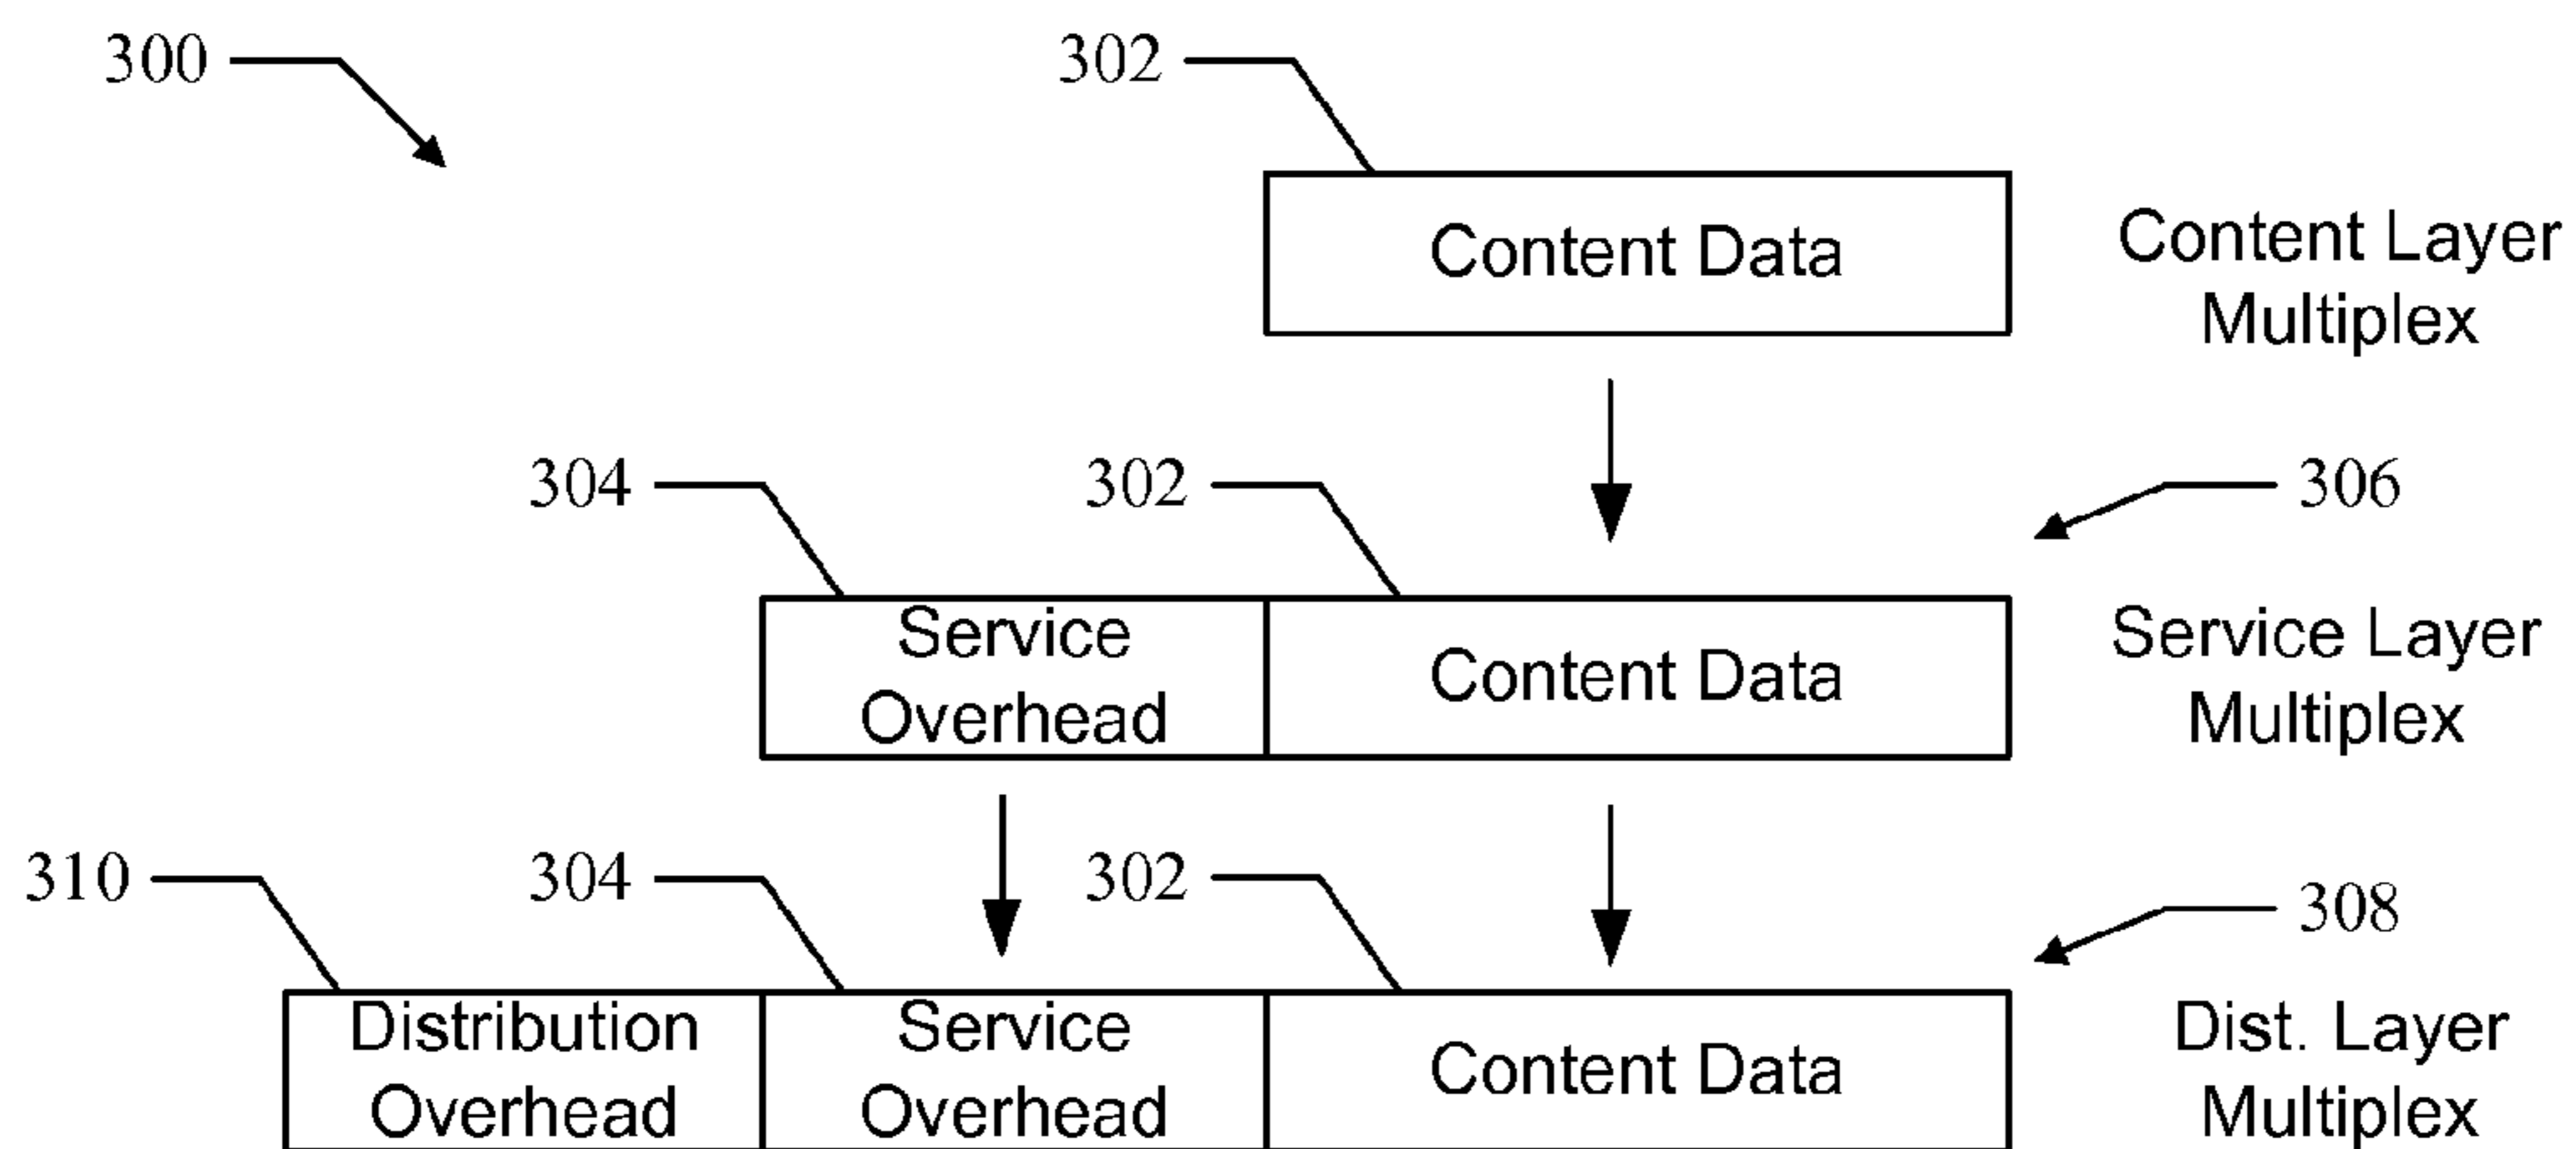 300
302
Content Data
Content Layer
Multiplex
304
302
306
Service
Overhead
Content Data
Service Layer
Multiplex
310
304
302
308
Distribution
Overhead
Service
Overhead
Content Data
Dist. Layer
Multiplex